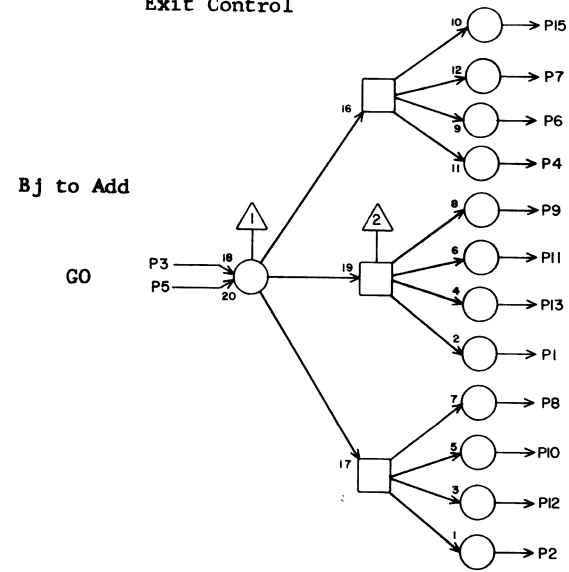 Exit Control
10 P15
12 P7
16
9 P6
11 P4
Bj to Add
1
2
8 P9
GO
P3 18
P5 20
19
6 P11
4 P13
2 P1
7 P8
17
5 P10
3 P12
1 P2